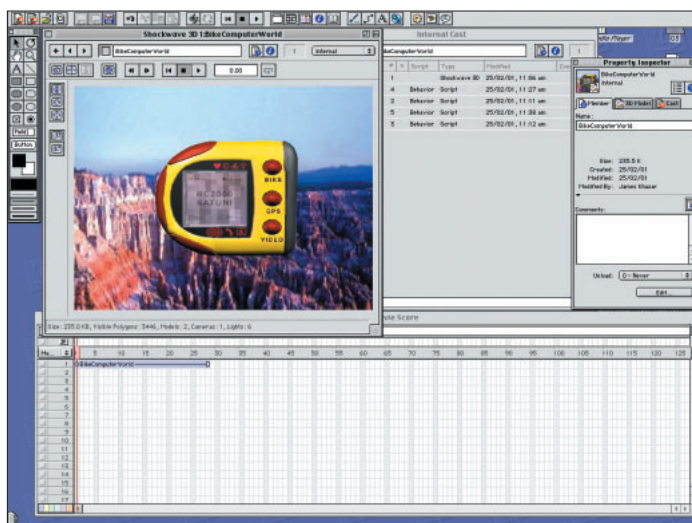 Shockwave 3D 1:BikeComputerWorld
BikeComputerWorld
1
Internal
0.00
BIKE
GPS
VIDEO
BC2000
Size: 235.0 KB, Visible Polygons: 3446, Models: 2, Cameras: 1, Lights: 6
Internal Cast
BikeComputerWorld
# Script Type Modified
1 Shockwave 3D 25/02/01, 11:06 am
4 Behavior Script 25/02/01, 11:27 am
2 Behavior Script 25/02/01, 11:11 am
5 Behavior Script 25/02/01, 11:38 am
3 Behavior Script 25/02/01, 11:12 am
Property Inspector
BikeComputerWorld
Internal
Member 3D Model Cast
Name:
BikeComputerWorld
Size: 235.5 K
Created: 25/02/01
Modified: 25/02/01
Modified By: James Khazar
Comments:
Unload: 0 - Never
Edit...
Field
Button
Score
5 10 15 20 25 30 35 40 45 50 55 60 65 70 75 80 85 90 95 100 105 110 115 120 125
1 BikeComputerWorld
2
3
4
5
6
7
8
9
10
11
12
13
14
15
16
17